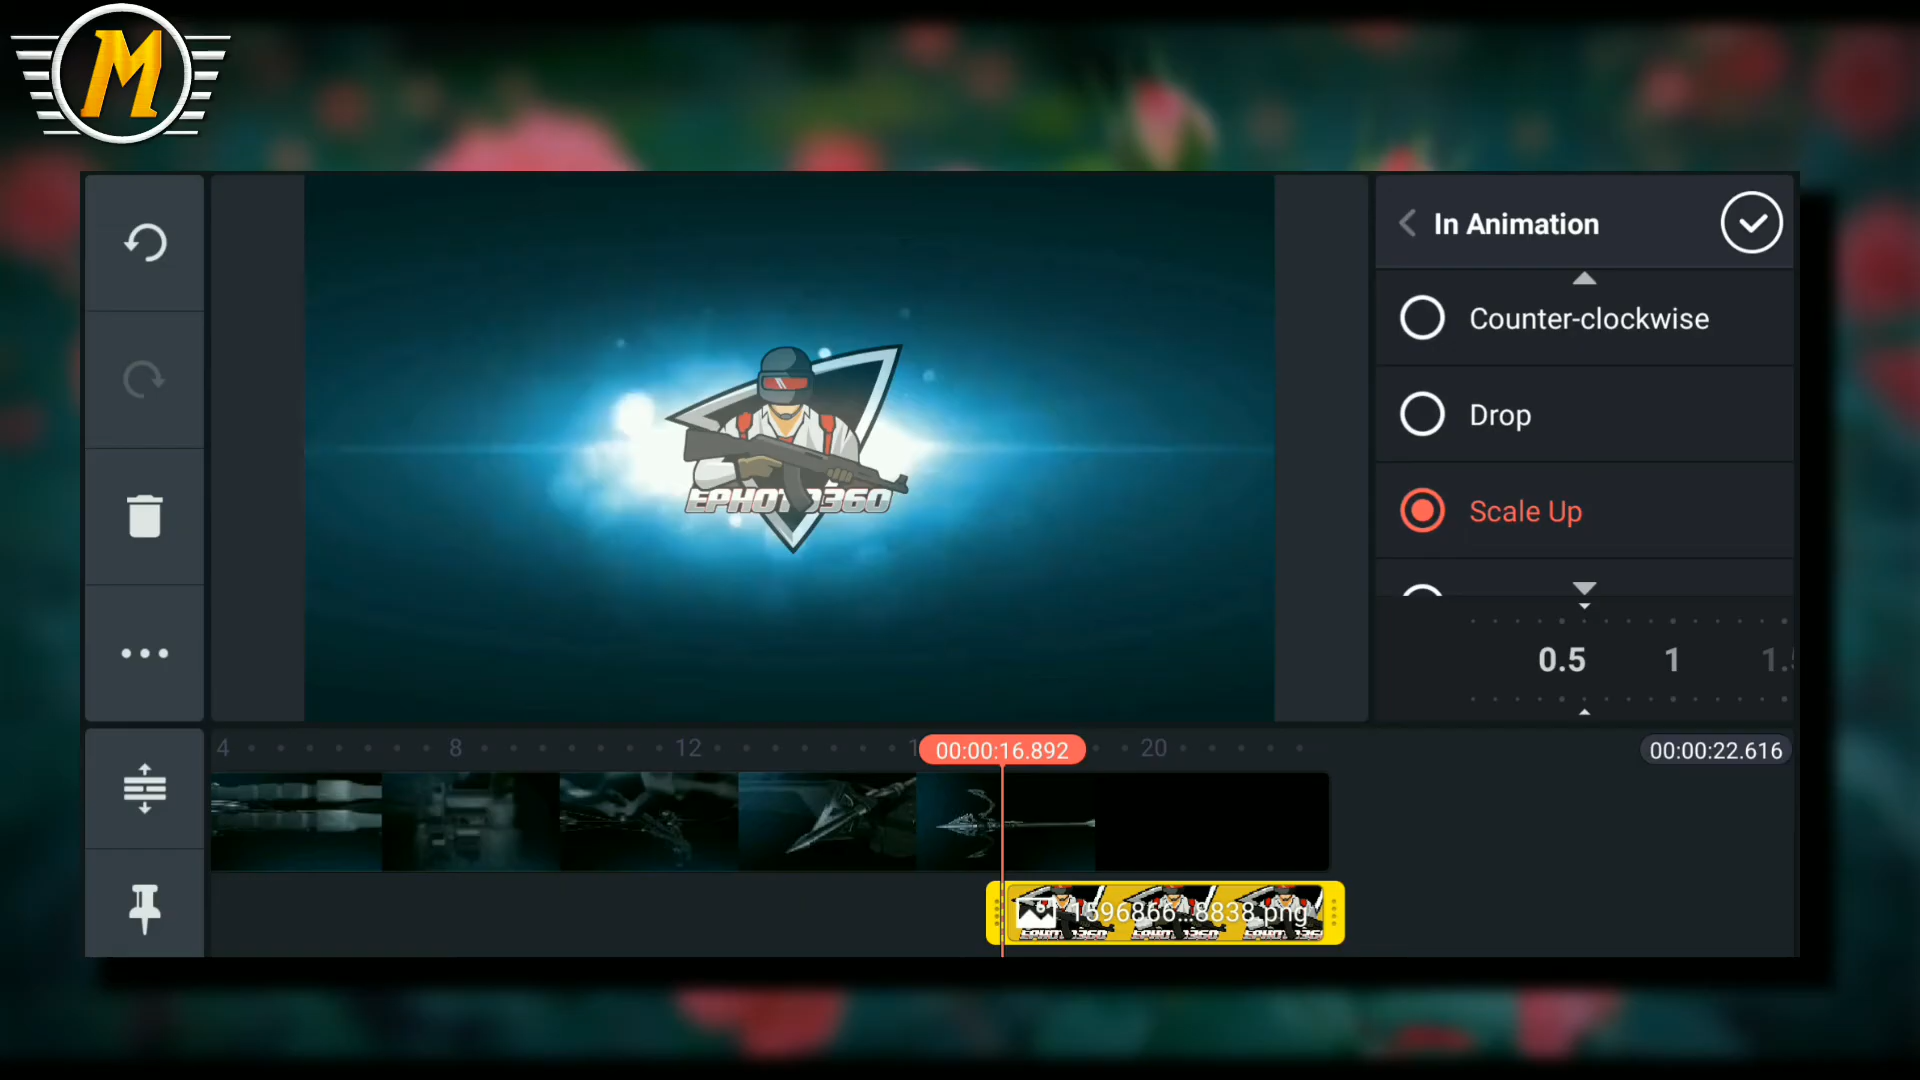 M
In Animation
Counter-clockwise
Drop
Scale Up
EPHOTO360
0.5 1
4 8 12 00:00:16.892 20 00:00:22.616
1596866...8838.png